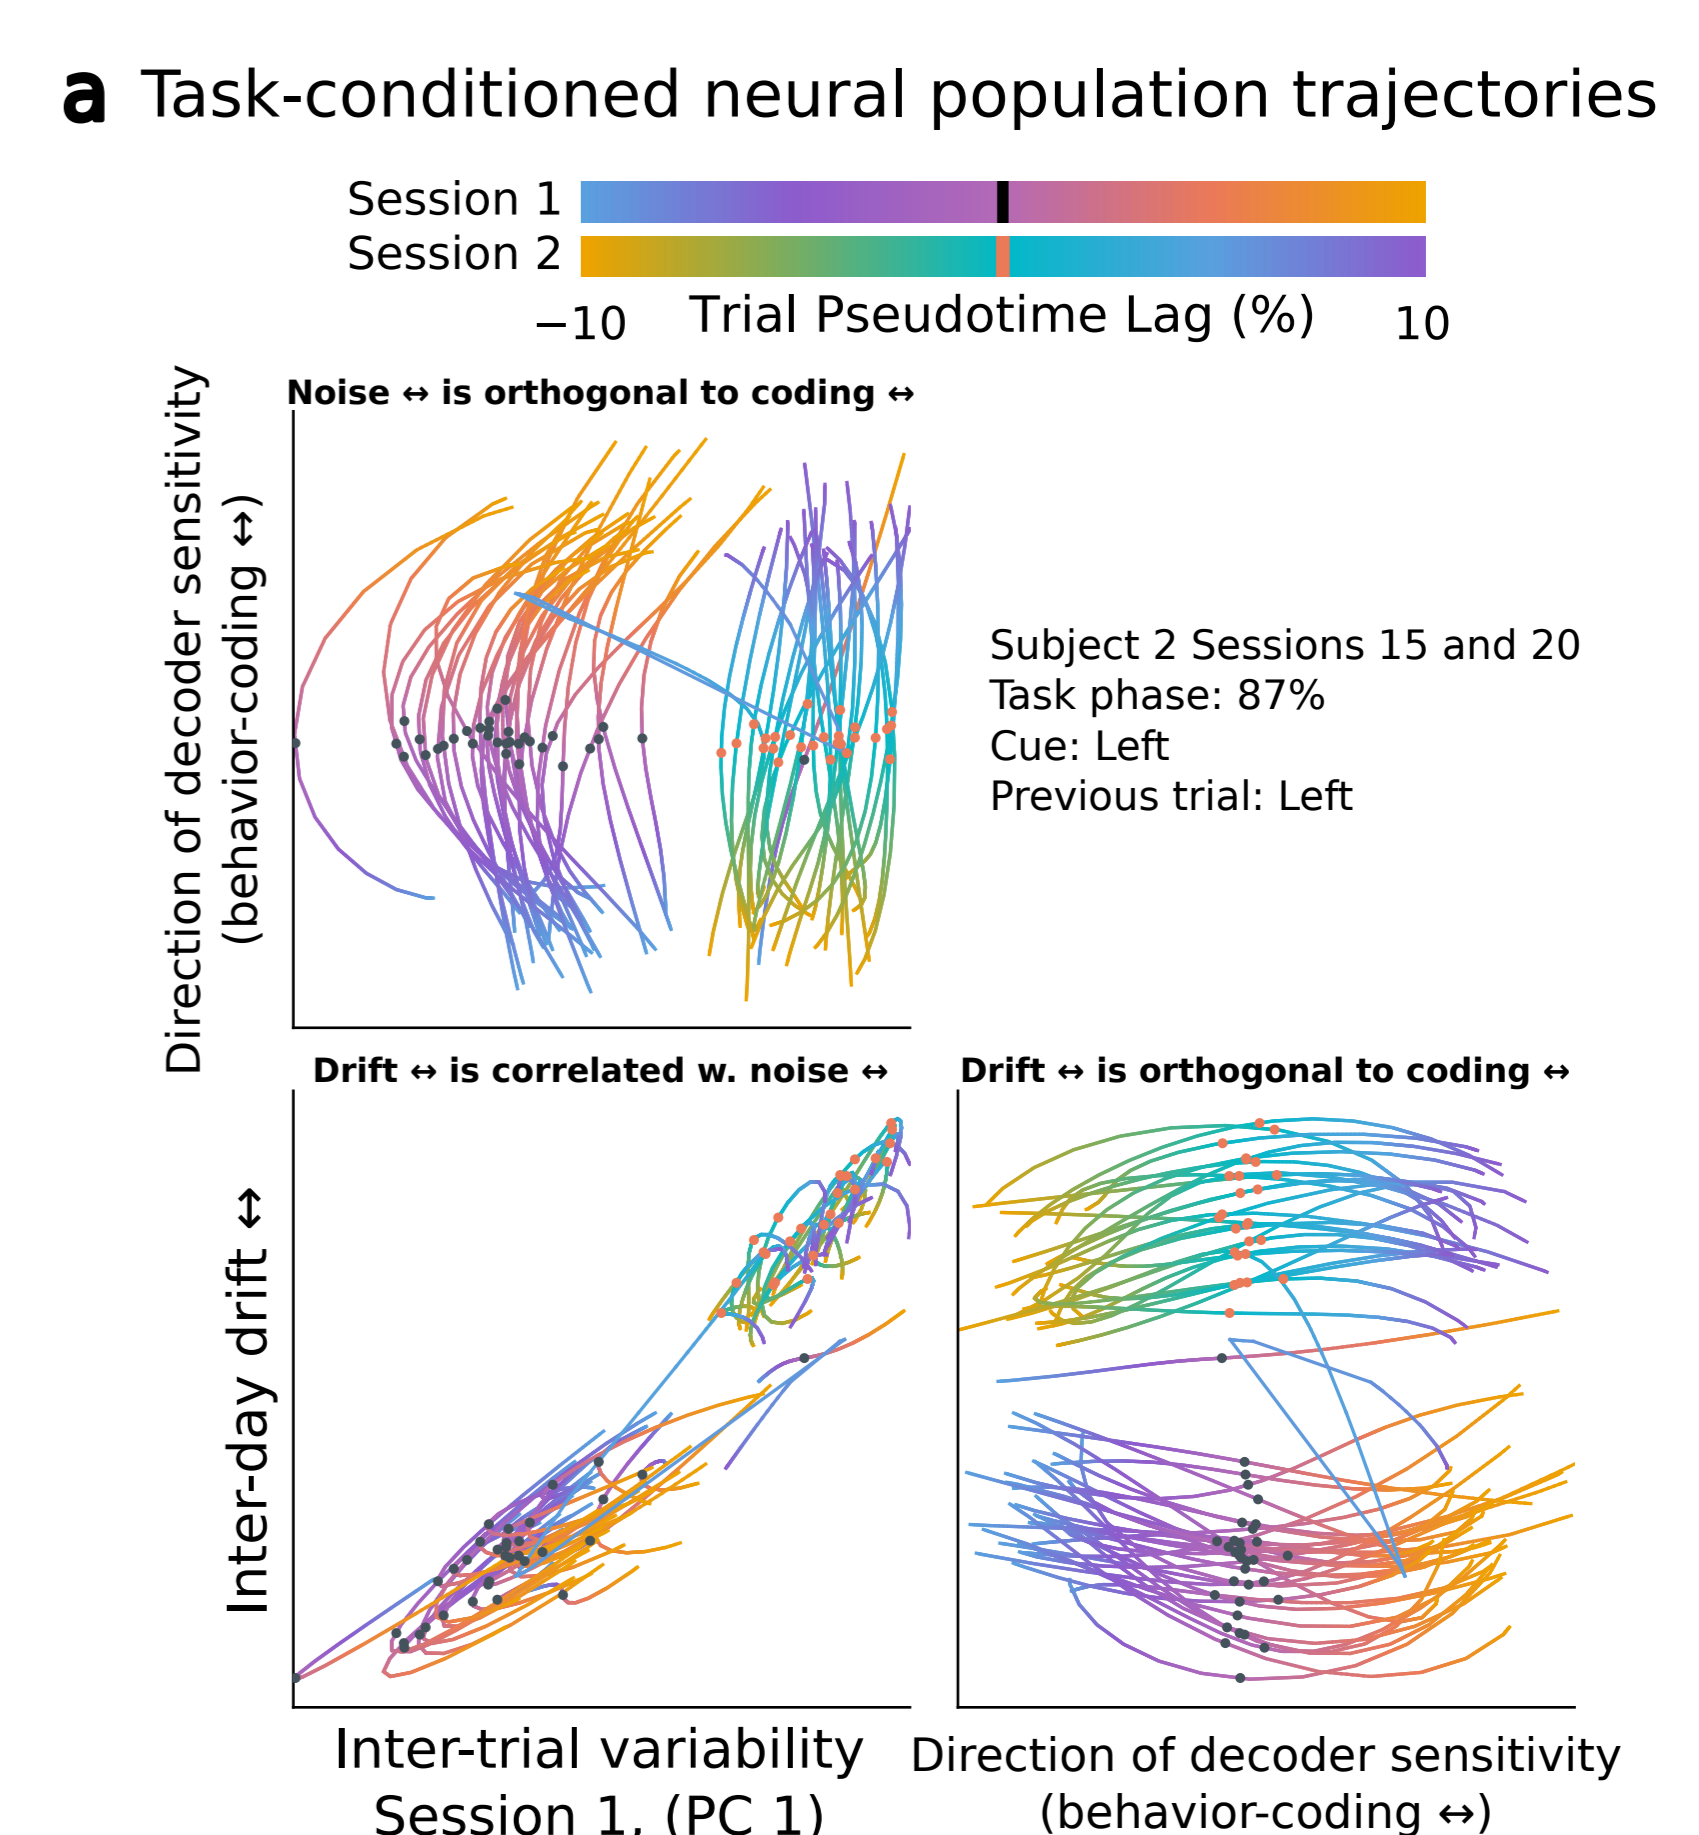 a Task-conditioned neural population trajectories
Session 1
Session 2
−10 Trial Pseudotime Lag (%) 10
Direction of decoder sensitivity
(behavior-coding ↔)
Noise ↔ is orthogonal to coding ↔
Subject 2 Sessions 15 and 20
Task phase: 87%
Cue: Left
Previous trial: Left
Drift ↔ is correlated w. noise ↔
Drift ↔ is orthogonal to coding ↔
Inter-day drift ↔
Inter-trial variability
Session 1, (PC 1)
Direction of decoder sensitivity
(behavior-coding ↔)